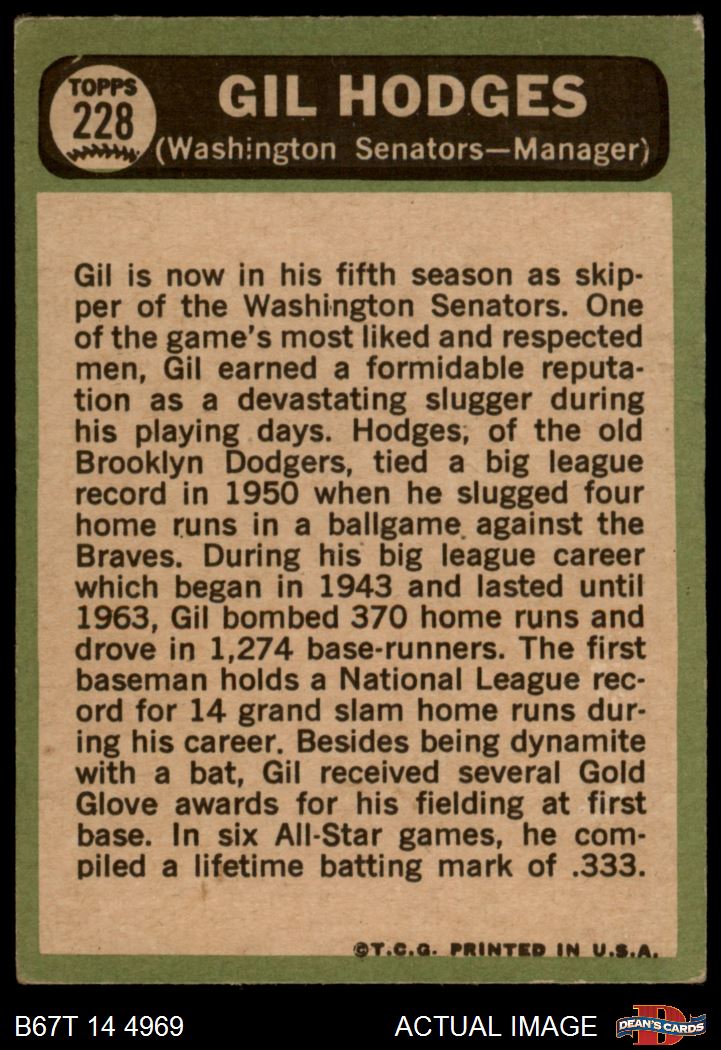 TOPPS
228
GIL HODGES
(Washington Senators—Manager)
Gil is now in his fifth season as skip-
per of the Washington Senators. One
of the game's most liked and respected
men, Gil earned a formidable reputa-
tion as a devastating slugger during
his playing days. Hodges, of the old
Brooklyn Dodgers, tied a big league
record in 1950 when he slugged four
home runs in a ballgame against the
Braves. During his big league career
which began in 1943 and lasted until
1963, Gil bombed 370 home runs and
drove in 1,274 base-runners. The first
baseman holds a National League rec-
ord for 14 grand slam home runs dur-
ing his career. Besides being dynamite
with a bat, Gil received several Gold
Glove awards for his fielding at first
base. In six All-Star games, he com-
piled a lifetime batting mark of .333.
©T.C.G. PRINTED IN U.S.A.
B67T 14 4969
ACTUAL IMAGE
D
DEAN'S CARDS